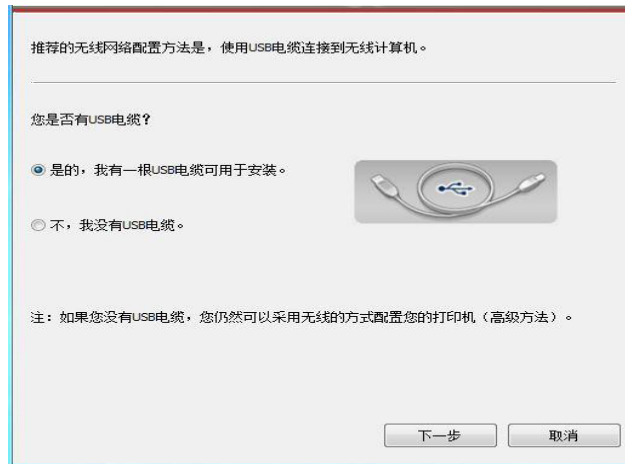 推荐的无线网络配置方法是，使用USB电缆连接到无线计算机。
您是否有USB电缆？
是的，我有一根USB电缆可用于安装。
不，我没有USB电缆。
注：如果您没有USB电缆，您仍然可以采用无线的方式配置您的打印机（高级方法）。
下一步
取消